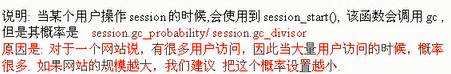 说明: 当某个用户操作 session 的时候,会使用到 session_start(), 该函数会调用 gc ,
但是其概率是 session.gc_probability/ session.gc_divisor
原因是: 对于一个网站说，有很多用户访问，因此当大量用户访问的时候，概率
很多. 如果网站的规模越大，我们建议 把这个概率设置越小.